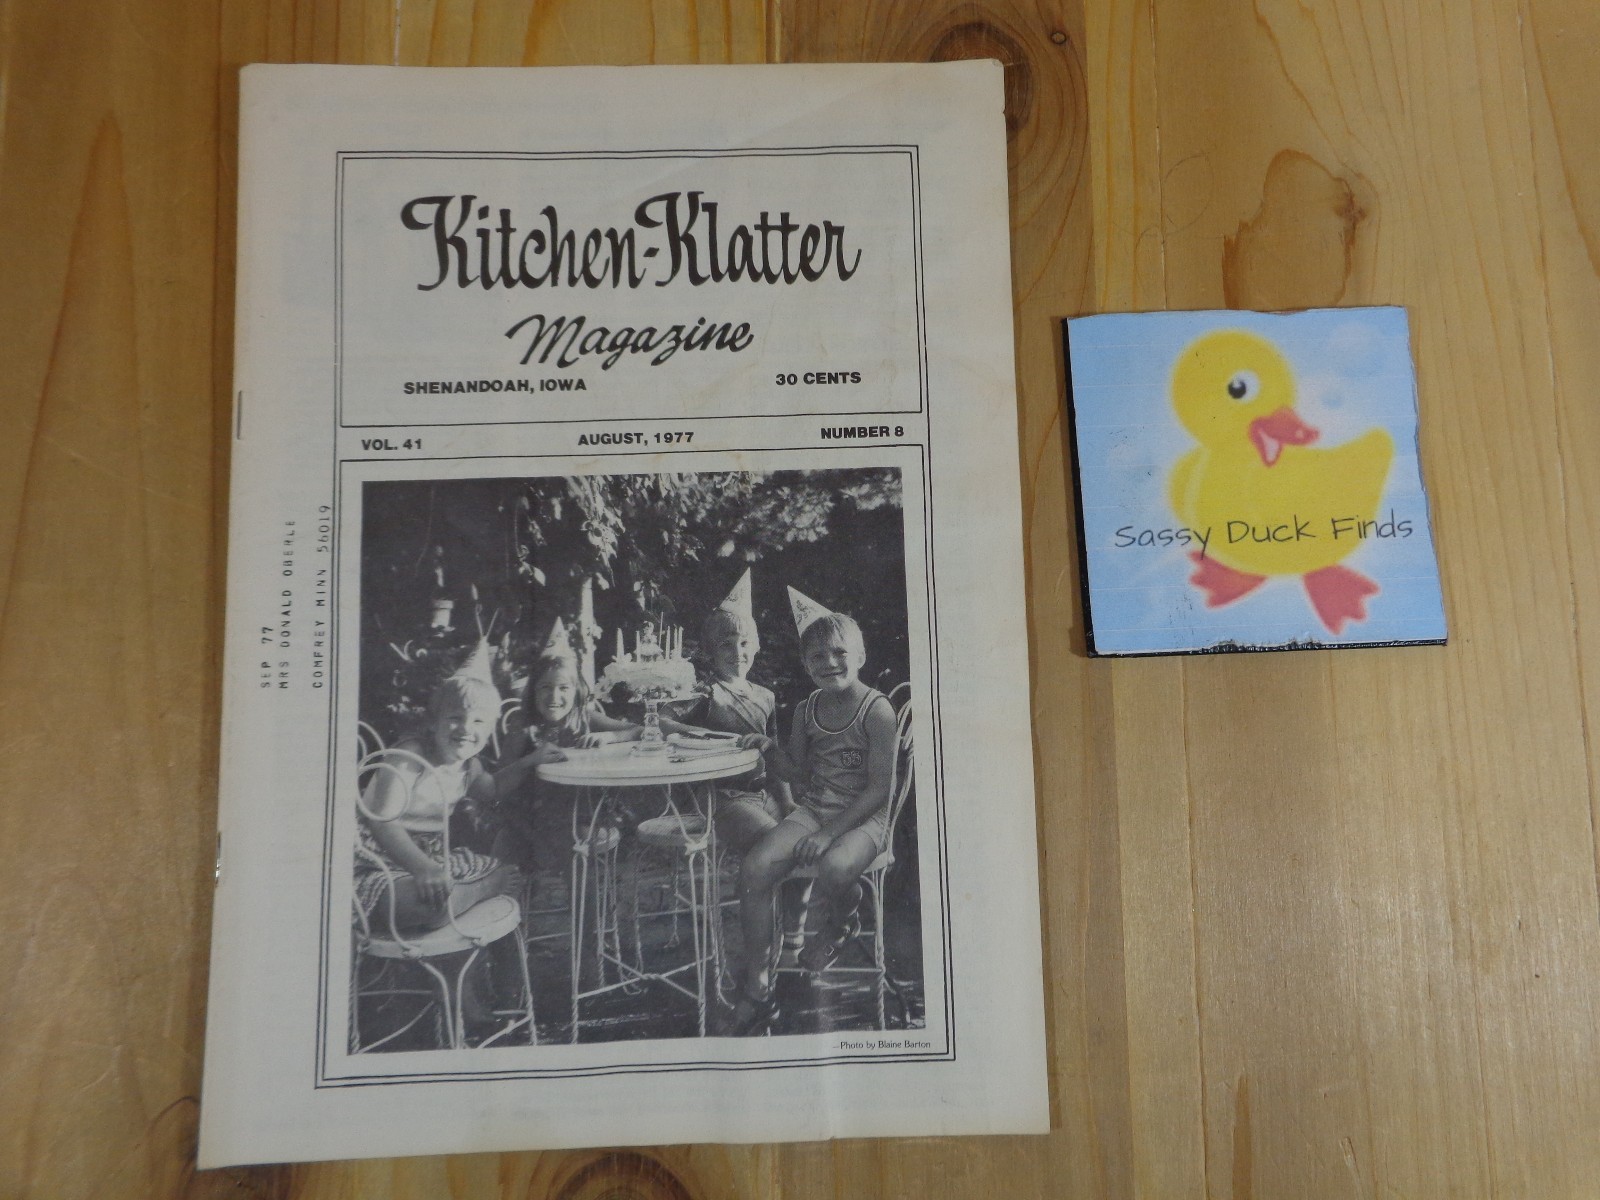 Kitchen-Klatter
Magazine
SHENANDOAH, IOWA
30 CENTS
VOL. 41
AUGUST, 1977
NUMBER 8
SEP 77
MRS DONALD OBERLE
COMFREY MINN 56019
53
—Photo by Blaine Barton
Sassy Duck Finds